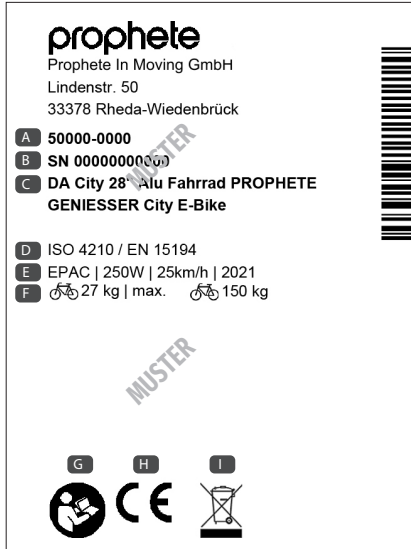 prophete
Prophete In Moving GmbH
Lindenstr. 50
33378 Rheda-Wiedenbrück
A 50000-0000
B SN 00000000000
MUSTER
C DA City 28" Alu Fahrrad PROPHETE
GENIESSER City E-Bike
D ISO 4210 / EN 15194
E EPAC | 250W | 25km/h | 2021
F 27 kg | max. 150 kg
MUSTER
G H I
CE